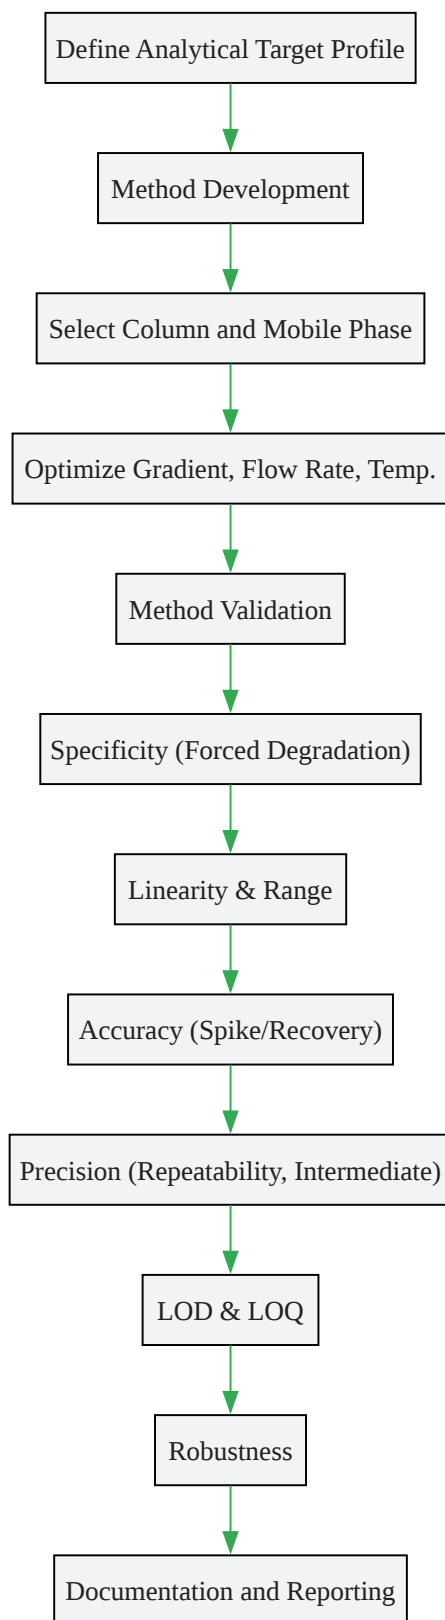 Define Analytical Target Profile
Method Development
Select Column and Mobile Phase
Optimize Gradient, Flow Rate, Temp.
Method Validation
Specificity (Forced Degradation)
Linearity & Range
Accuracy (Spike/Recovery)
Precision (Repeatability, Intermediate)
LOD & LOQ
Robustness
Documentation and Reporting